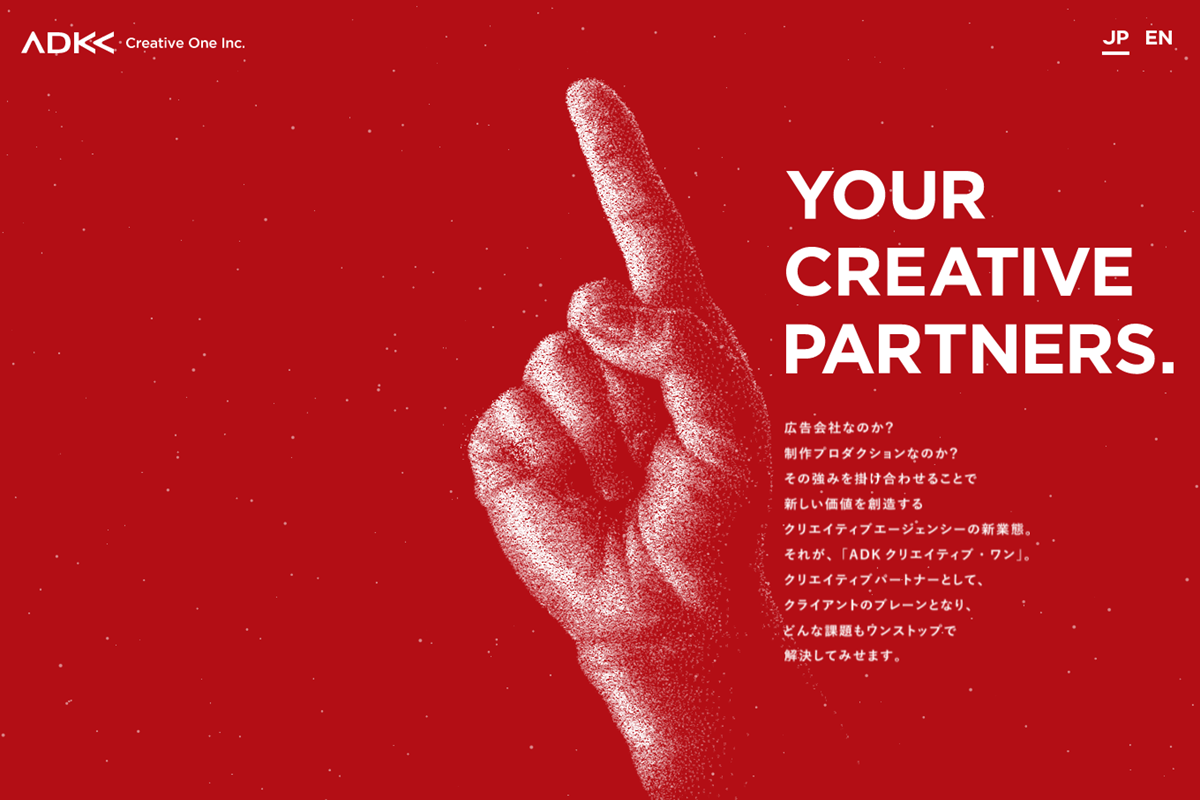 ADK Creative One Inc.
JP EN
YOUR
CREATIVE
PARTNERS.
広告会社なのか？
制作プロダクションなのか？
その強みを掛け合わせることで
新しい価値を創造する
クリエイティブエージェンシーの新業態。
それが、「ADK クリエイティブ・ワン」。
クリエイティブパートナーとして、
クライアントのブレーンとなり、
どんな課題もワンストップで
解決してみせます。